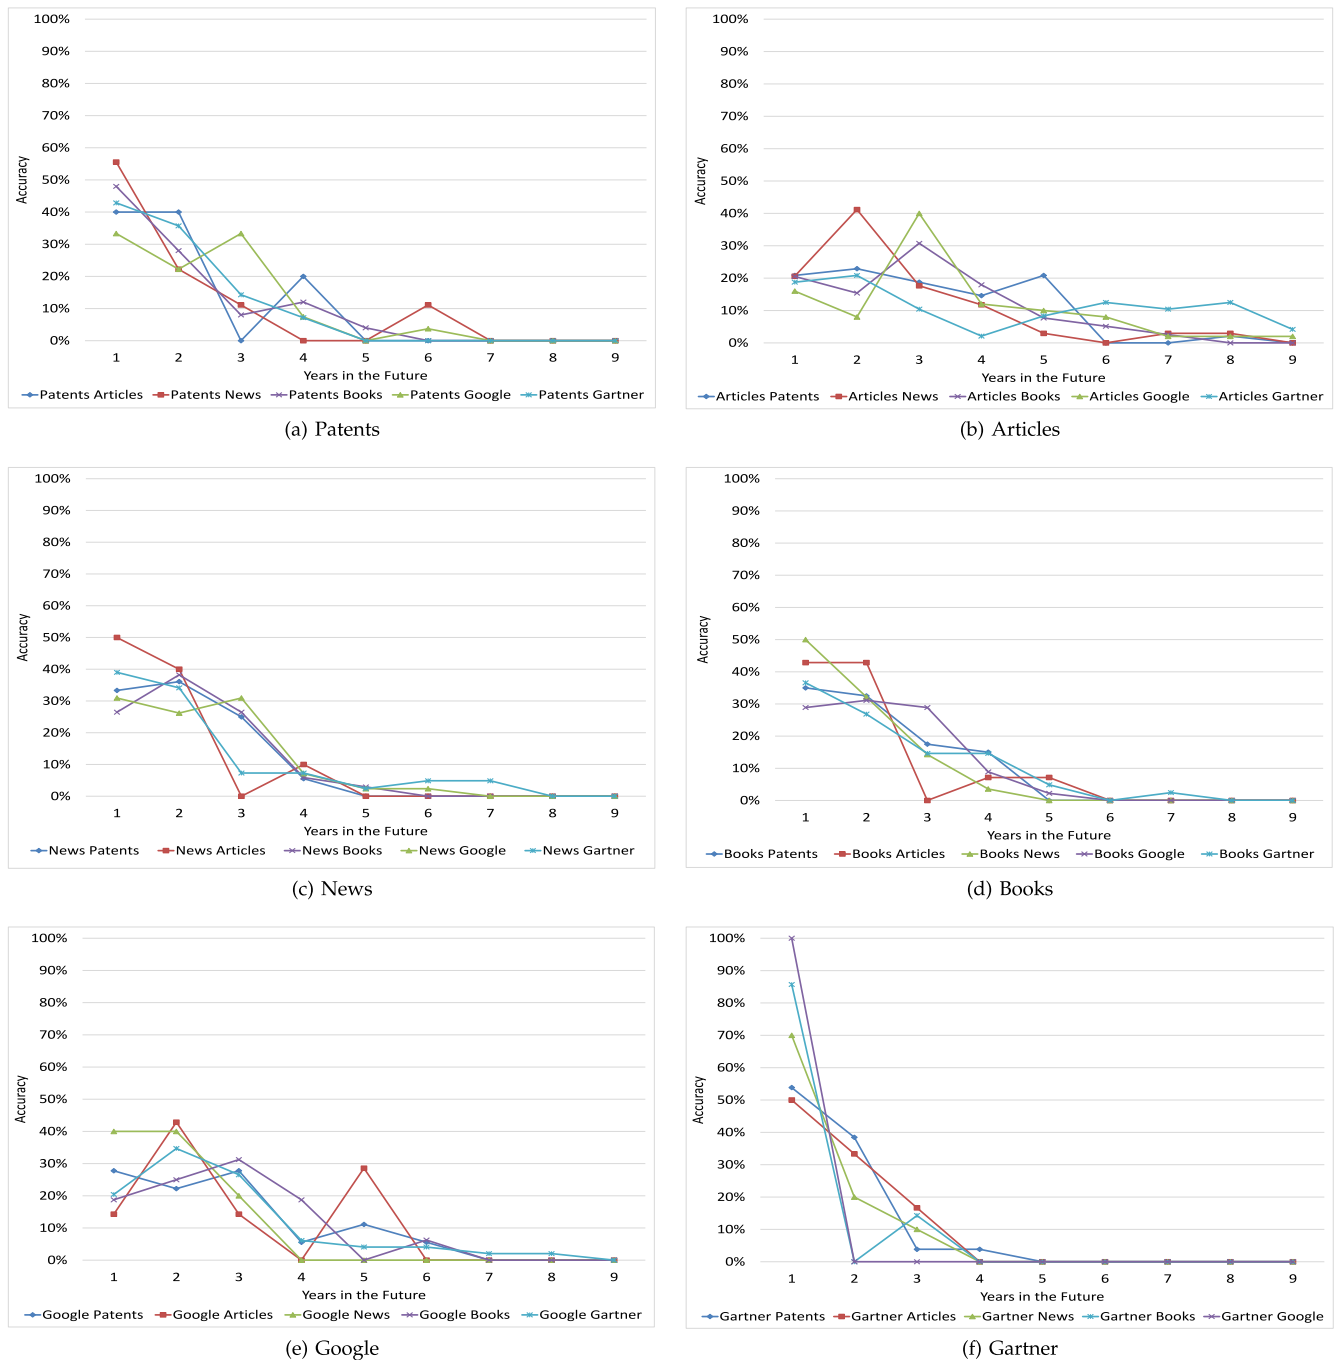 100%
90%
80%
70%
60%
50%
40%
30%
20%
10%
0%
Accuracy
1 2 3 4 5 6 7 8 9
Years in the Future
Patents Articles Patents News Patents Books Patents Google Patents Gartner
(a) Patents
100%
90%
80%
70%
60%
50%
40%
30%
20%
10%
0%
Accuracy
1 2 3 4 5 6 7 8 9
Years in the Future
Articles Patents Articles News Articles Books Articles Google Articles Gartner
(b) Articles
100%
90%
80%
70%
60%
50%
40%
30%
20%
10%
0%
Accuracy
1 2 3 4 5 6 7 8 9
Years in the Future
News Patents News Articles News Books News Google News Gartner
(c) News
100%
90%
80%
70%
60%
50%
40%
30%
20%
10%
0%
Accuracy
1 2 3 4 5 6 7 8 9
Years in the Future
Books Patents Books Articles Books News Books Google Books Gartner
(d) Books
100%
90%
80%
70%
60%
50%
40%
30%
20%
10%
0%
Accuracy
1 2 3 4 5 6 7 8 9
Years in the Future
Google Patents Google Articles Google News Google Books Google Gartner
(e) Google
100%
90%
80%
70%
60%
50%
40%
30%
20%
10%
0%
Accuracy
1 2 3 4 5 6 7 8 9
Years in the Future
Gartner Patents Gartner Articles Gartner News Gartner Books Gartner Google
(f) Gartner